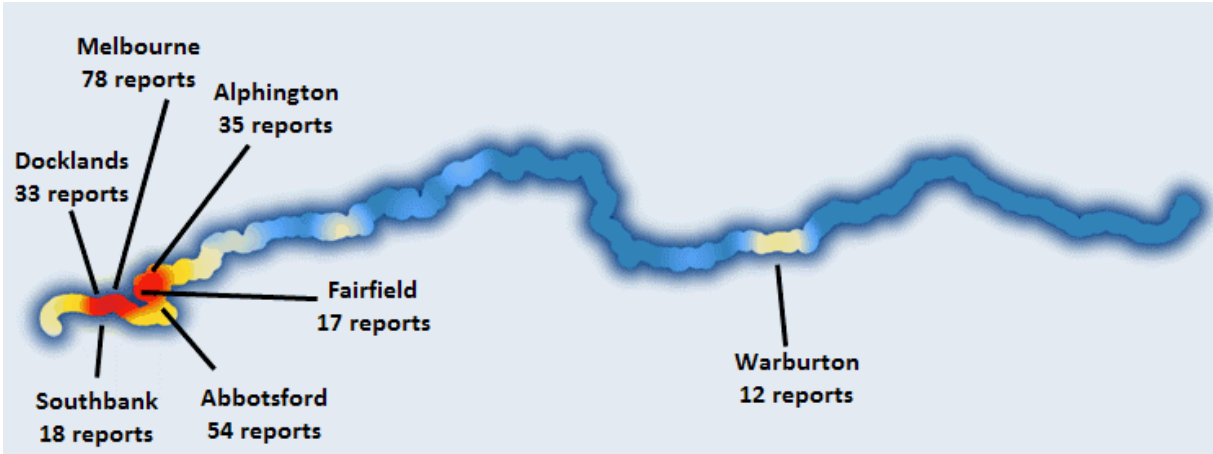 Melbourne
78 reports
Alphington
35 reports
Docklands
33 reports
Fairfield
17 reports
Southbank
18 reports
Abbotsford
54 reports
Warburton
12 reports